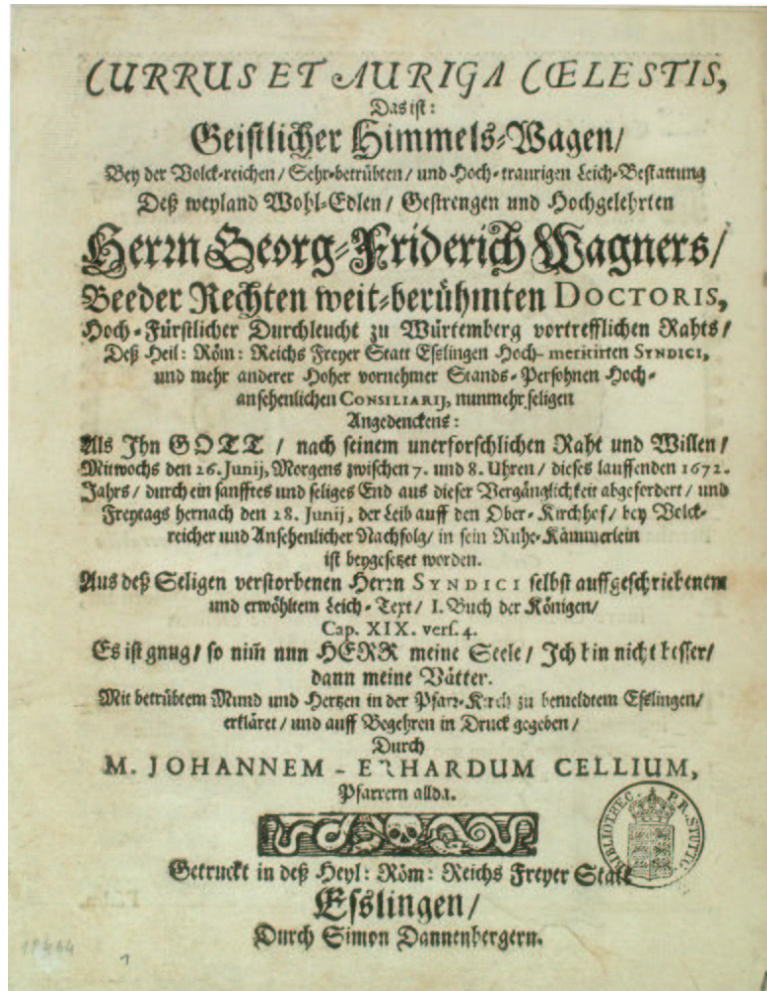 CURRUS ET AURIGA CŒLESTIS,
Das ist:
Geistlicher Himmels-Wagen/
Bey der Volck-reichen / Sehr-betrübten / und Hoch-traurigen Leich-Bestattung
Deß weyland Wohl-Edlen / Gestrengen und Hochgelehrten
Herrn Georg-Friderich Wagners/
Beeder Rechten weit-berühmten DOCTORIS,
Hoch-Fürstlicher Durchleucht zu Würtemberg vortrefflichen Rahts /
Deß Heil: Röm: Reichs Freyer Statt Esslingen Hoch-meritirten SYNDICI,
und mehr anderer Hoher vornehmer Stands-Persohnen Hoch-
ansehenlichen CONSILIARIJ, nunmehr seligen
Angedenckens:
Als Ihn GOTT / nach seinem unerforschlichen Raht und Willen /
Mitwochs den 26. Junij, Morgens zwischen 7. und 8. Uhren / dieses lauffenden 1672.
Jahrs / durch ein sanfftes und seliges End aus dieser Vergänglichkeit abgefordert / und
Freytags hernach den 28. Junij, der Leib auff den Ober-Kirchhof / bey Volck-
reicher und Ansehenlicher Nachfolg / in sein Ruhe-Kämmerlein
ist beygesetzet worden.
Aus deß Seligen verstorbenen Herrn SYNDICI selbst auffgeschriebenem
und erwöhltem Leich-Text / I. Buch der Königen /
Cap. XIX. vers. 4.
Es ist gnug / so nim̄ nun HERR meine Seele / Ich bin nicht besser /
dann meine Vätter.
Mit betrübtem Mund und Hertzen in der Pfarr-Kirch zu bemeldtem Esslingen /
erkläret / und auff Begehren in Druck gegeben /
Durch
M. JOHANNEM-ERHARDUM CELLIUM,
Pfarrern allda.
BIBLIOTHEC. P. R. STUTTG.
Getruckt in deß Heyl: Röm: Reichs Freyer Statt
Esslingen /
Durch Simon Dannenbergern.
1